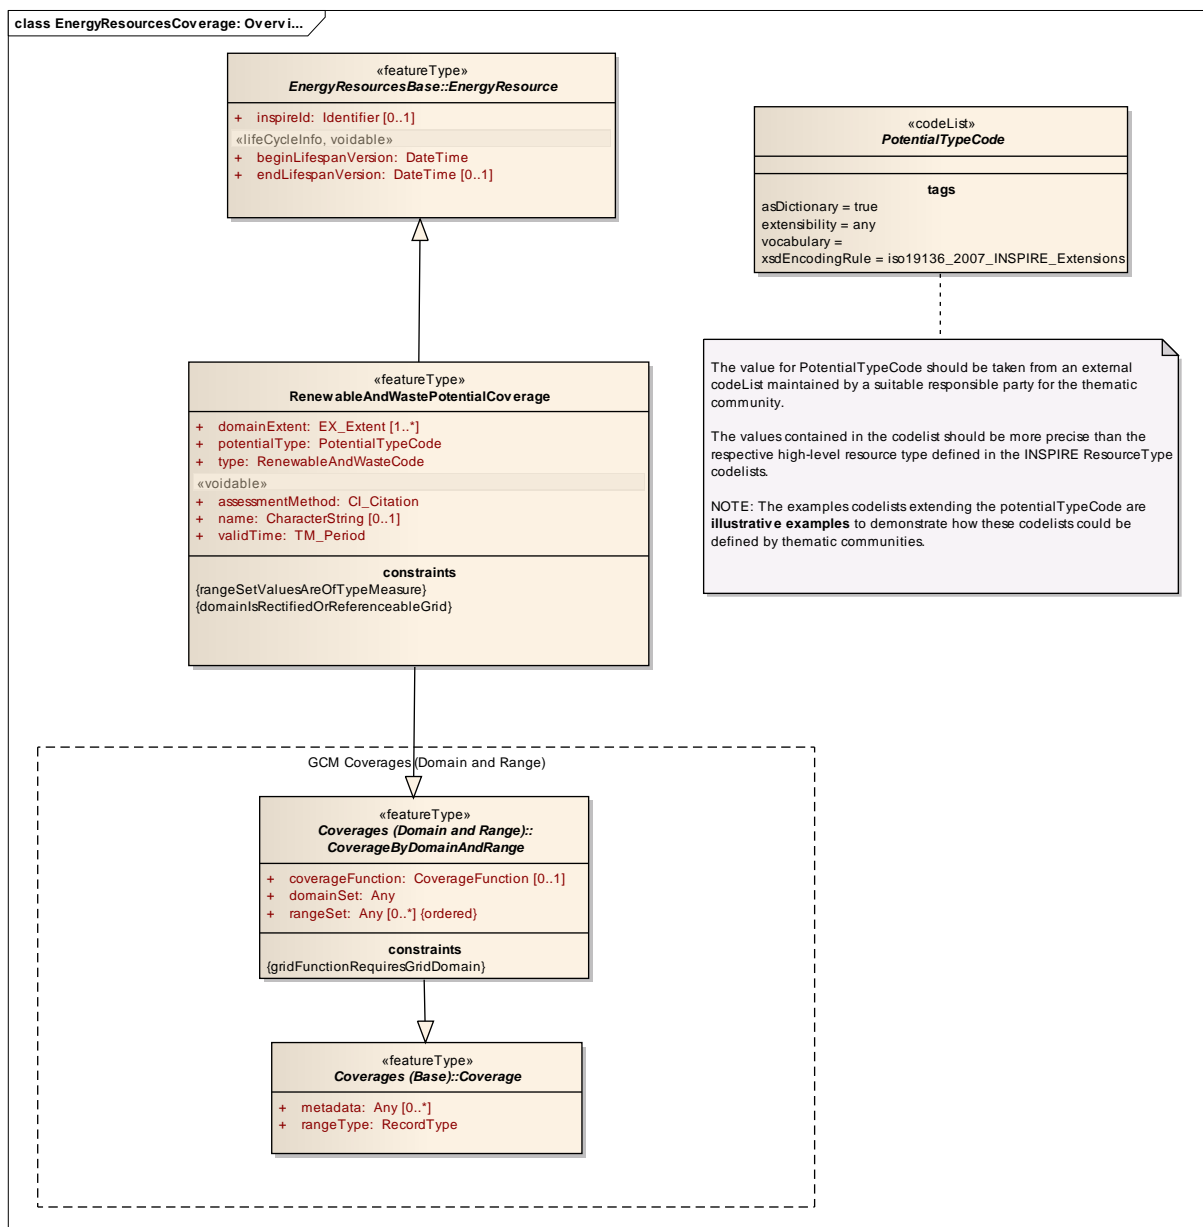 class EnergyResourcesCoverage: Overvi...
«featureType»
EnergyResourcesBase::EnergyResource
+ inspireId: Identifier [0..1]
«lifeCycleInfo, voidable»
+ beginLifespanVersion: DateTime
+ endLifespanVersion: DateTime [0..1]
«codeList»
PotentialTypeCode
tags
asDictionary = true
extensibility = any
vocabulary =
xsdEncodingRule = iso19136_2007_INSPIRE_Extensions
The value for PotentialTypeCode should be taken from an external
codeList maintained by a suitable responsible party for the thematic
community.
The values contained in the codelist should be more precise than the
respective high-level resource type defined in the INSPIRE ResourceType
codelists.
NOTE: The examples codelists extending the potentialTypeCode are
illustrative examples to demonstrate how these codelists could be
defined by thematic communities.
«featureType»
RenewableAndWastePotentialCoverage
+ domainExtent: EX_Extent [1..*]
+ potentialType: PotentialTypeCode
+ type: RenewableAndWasteCode
«voidable»
+ assessmentMethod: CI_Citation
+ name: CharacterString [0..1]
+ validTime: TM_Period
constraints
{rangeSetValuesAreOfTypeMeasure}
{domainIsRectifiedOrReferenceableGrid}
GCM Coverages (Domain and Range)
«featureType»
Coverages (Domain and Range)::
CoverageByDomainAndRange
+ coverageFunction: CoverageFunction [0..1]
+ domainSet: Any
+ rangeSet: Any [0..*] {ordered}
constraints
{gridFunctionRequiresGridDomain}
«featureType»
Coverages (Base)::Coverage
+ metadata: Any [0..*]
+ rangeType: RecordType